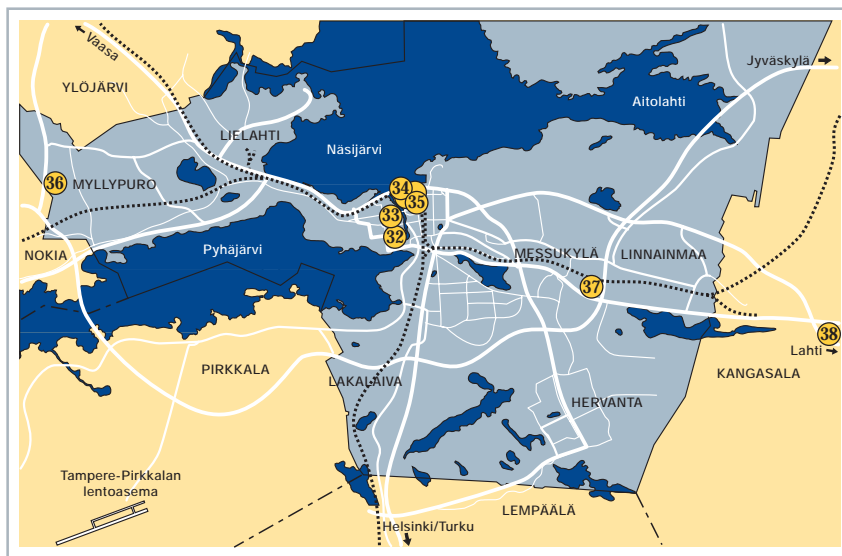 Vaasa
Jyväskylä
YLÖJÄRVI
Aitolahti
LIELAHTI
Näsijärvi
36
MYLLYPURO
34
35
33
32
NOKIA
Pyhäjärvi
MESSUKYLÄ
LINNAINMAA
37
38
Lahti
PIRKKALA
LAKALAIVA
KANGASALA
HERVANTA
Tampere-Pirkkalan
lentoasema
LEMPÄÄLÄ
Helsinki/Turku